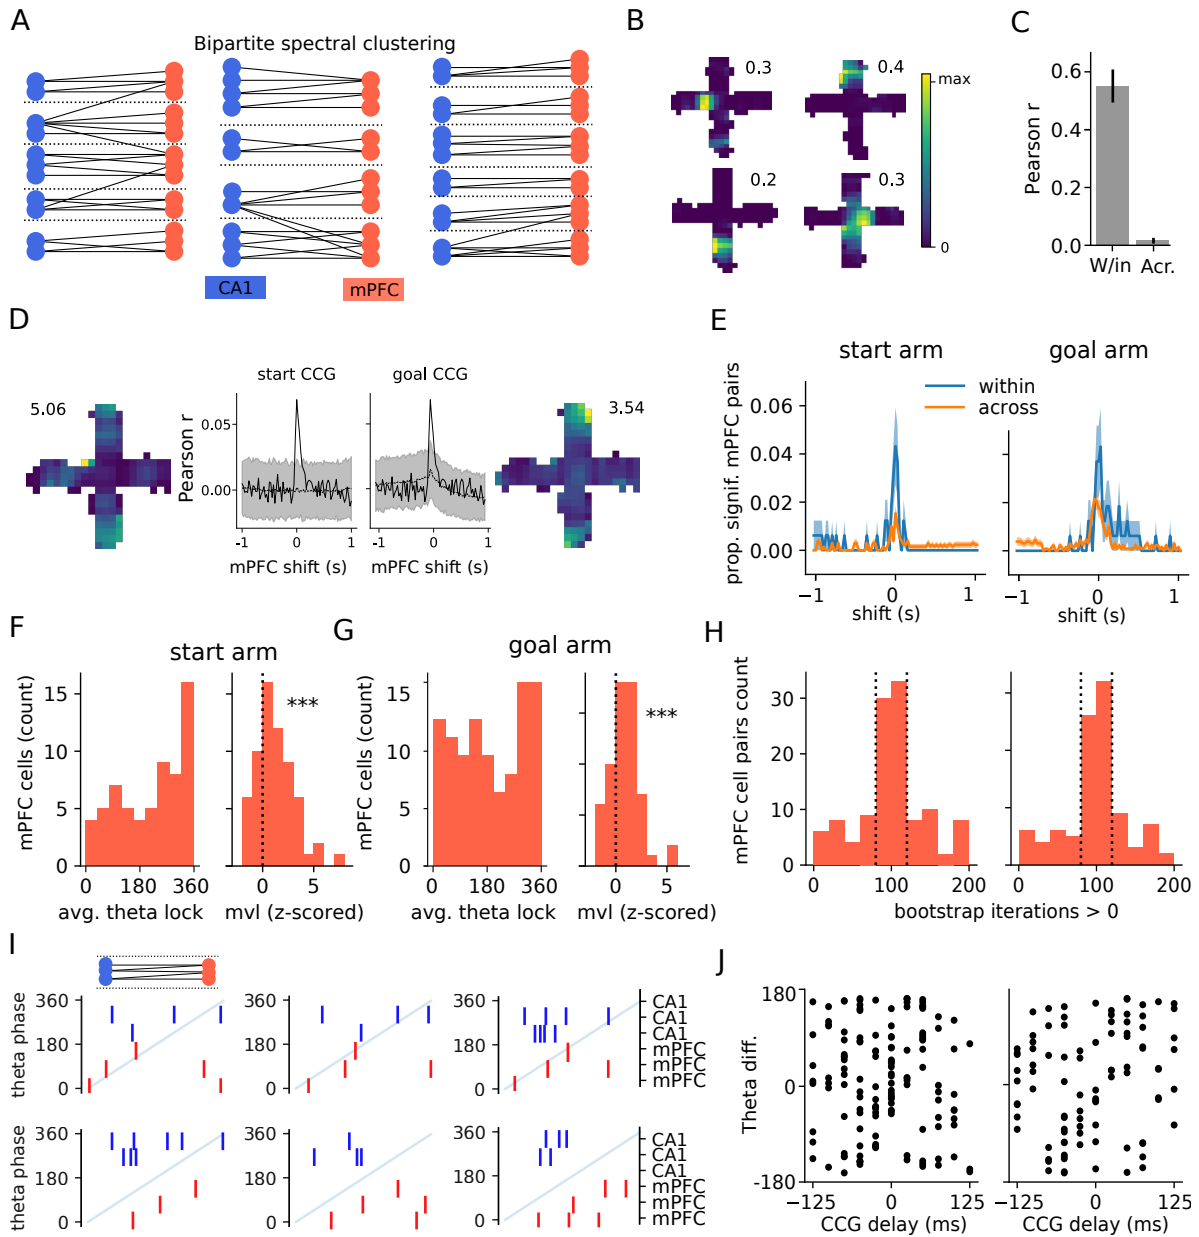 A
Bipartite spectral clustering
CA1
mPFC
B
0.3
0.4
0.2
0.3
max
0
C
Pearson r
0.6
0.4
0.2
0.0
W/in
Acr.
D
5.06
start CCG
goal CCG
3.54
Pearson r
0.05
0.00
−1
0
1
−1
0
1
mPFC shift (s)
mPFC shift (s)
E
start arm
goal arm
within
across
prop. signif. mPFC pairs
0.06
0.04
0.02
0.00
−1
0
1
−1
0
1
shift (s)
shift (s)
F
start arm
mPFC cells (count)
15
10
5
0
***
0
180
360
0
5
avg. theta lock
mvl (z-scored)
G
goal arm
mPFC cells (count)
15
10
5
0
***
0
180
360
0
5
avg. theta lock
mvl (z-scored)
H
mPFC cell pairs count
30
20
10
0
0
100
200
0
100
200
bootstrap iterations > 0
I
theta phase
360
180
0
360
180
0
360
180
0
CA1
CA1
CA1
mPFC
mPFC
mPFC
theta phase
360
180
0
360
180
0
360
180
0
CA1
CA1
CA1
mPFC
mPFC
mPFC
J
Theta diff.
180
0
-180
−125
0
125
−125
0
125
CCG delay (ms)
CCG delay (ms)